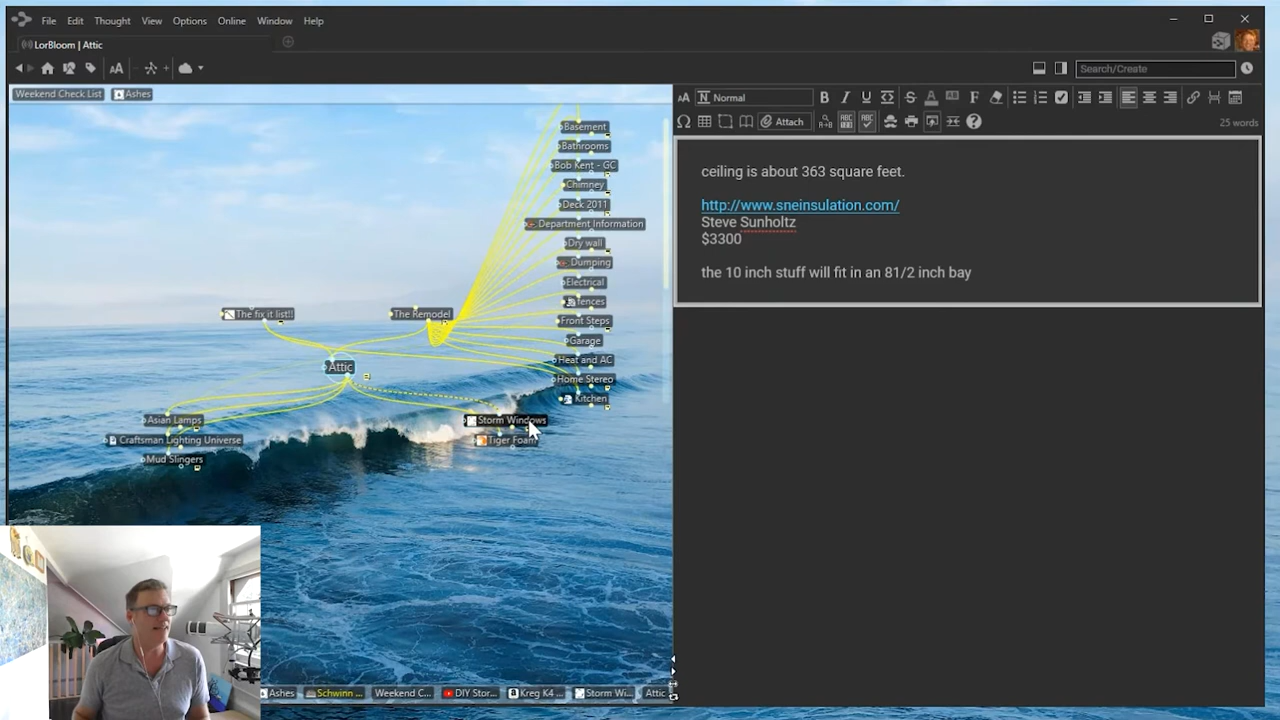 File Edit Thought View Options Online Window Help
LorBloom | Attic
AA
Search/Create
Weekend Check List
Ashes
Basement
Bathrooms
Bob Kent - GC
Chimney
Deck 2011
Department Information
Dry wall
Dumping
Electrical
Fences
Front Steps
Garage
Heat and AC
Home Stereo
Kitchen
The fix it list!!
The Remodel
Attic
Asian Lamps
Craftsman Lighting Universe
Mud Slingers
Storm Windows
Tiger Foam
Ashes Schwinn ... Weekend C... DIY Stor... Kreg K4 ... Storm Wi... Attic
AA N Normal B I U S A F
Attach
25 words
ceiling is about 363 square feet.
http://www.sneinsulation.com/
Steve Sunholtz
$3300
the 10 inch stuff will fit in an 81/2 inch bay